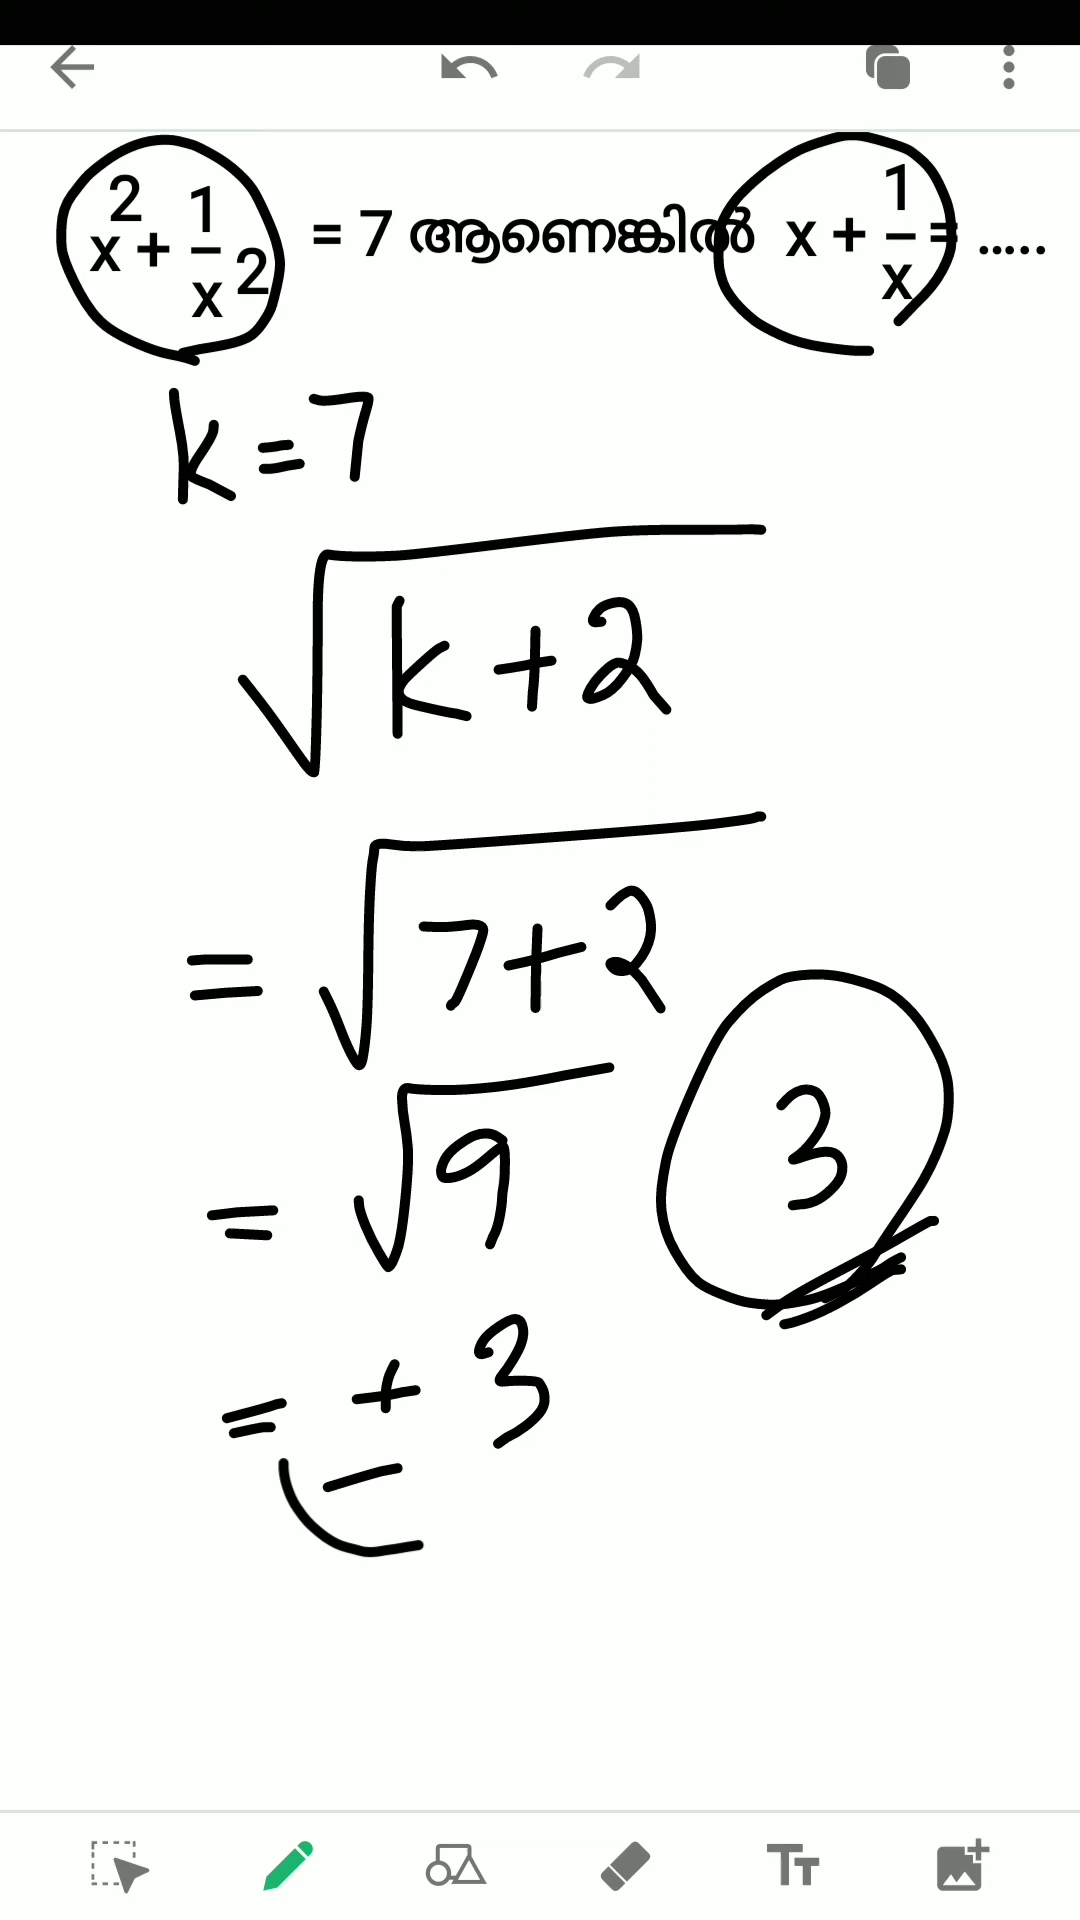 x² + 1/x² = 7 ആണെങ്കിൽ x + 1/x = .....
k = 7
√(k+2)
= √(7+2)
= √9
3
= ± 3